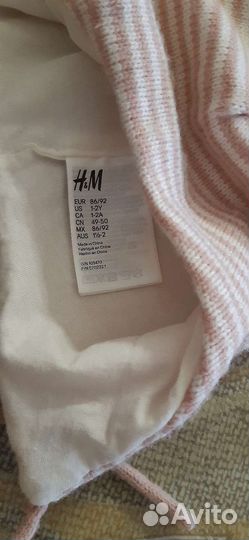 H&M
EUR 86/92
US 1-2Y
CA 1-2A
CN 49-50
MX 86/92
AUS 1½-2
Made in China
Fabriqué en Chine
Hecho en China
Avito